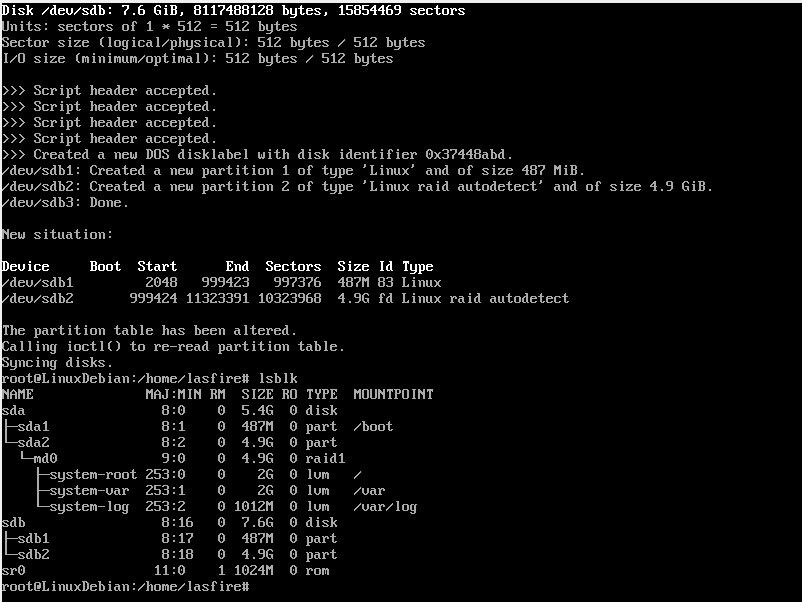 Disk /dev/sdb: 7.6 GiB, 8117488128 bytes, 15854469 sectors
Units: sectors of 1 * 512 = 512 bytes
Sector size (logical/physical): 512 bytes / 512 bytes
I/O size (minimum/optimal): 512 bytes / 512 bytes

>>> Script header accepted.
>>> Script header accepted.
>>> Script header accepted.
>>> Script header accepted.
>>> Created a new DOS disklabel with disk identifier 0x37448abd.
/dev/sdb1: Created a new partition 1 of type 'Linux' and of size 487 MiB.
/dev/sdb2: Created a new partition 2 of type 'Linux raid autodetect' and of size 4.9 GiB.
/dev/sdb3: Done.

New situation:

Device     Boot  Start      End  Sectors  Size Id Type
/dev/sdb1         2048   999423   997376  487M 83 Linux
/dev/sdb2       999424 11323391 10323968  4.9G fd Linux raid autodetect

The partition table has been altered.
Calling ioctl() to re-read partition table.
Syncing disks.
root@LinuxDebian:/home/lasfire# lsblk
NAME              MAJ:MIN RM  SIZE RO TYPE  MOUNTPOINT
sda                 8:0    0  5.4G  0 disk
├─sda1              8:1    0  487M  0 part  /boot
└─sda2              8:2    0  4.9G  0 part
  └─md0             9:0    0  4.9G  0 raid1
    ├─system-root 253:0    0    2G  0 lvm   /
    ├─system-var  253:1    0    2G  0 lvm   /var
    └─system-log  253:2    0 1012M  0 lvm   /var/log
sdb                 8:16   0  7.6G  0 disk
├─sdb1              8:17   0  487M  0 part
└─sdb2              8:18   0  4.9G  0 part
sr0                11:0    1 1024M  0 rom
root@LinuxDebian:/home/lasfire#